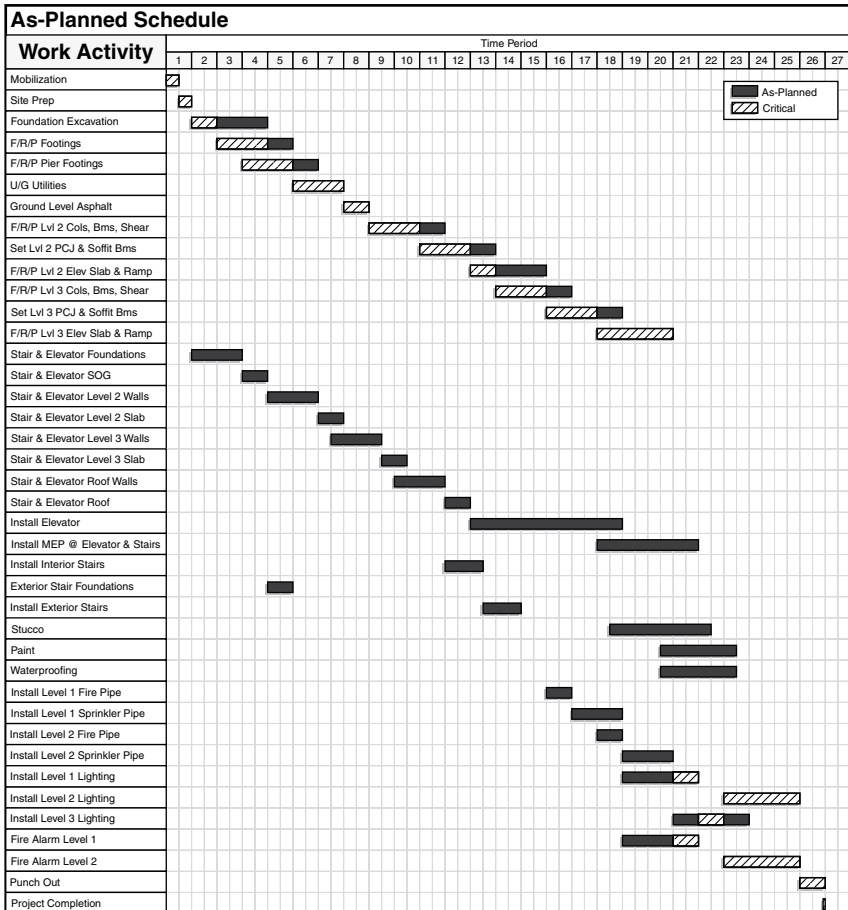 As-Planned Schedule
Work Activity
Time Period
1 2 3 4 5 6 7 8 9 10 11 12 13 14 15 16 17 18 19 20 21 22 23 24 25 26 27
As-Planned
Critical
Mobilization
Site Prep
Foundation Excavation
F/R/P Footings
F/R/P Pier Footings
U/G Utilities
Ground Level Asphalt
F/R/P Lvl 2 Cols, Bms, Shear
Set Lvl 2 PCJ & Soffit Bms
F/R/P Lvl 2 Elev Slab & Ramp
F/R/P Lvl 3 Cols, Bms, Shear
Set Lvl 3 PCJ & Soffit Bms
F/R/P Lvl 3 Elev Slab & Ramp
Stair & Elevator Foundations
Stair & Elevator SOG
Stair & Elevator Level 2 Walls
Stair & Elevator Level 2 Slab
Stair & Elevator Level 3 Walls
Stair & Elevator Level 3 Slab
Stair & Elevator Roof Walls
Stair & Elevator Roof
Install Elevator
Install MEP @ Elevator & Stairs
Install Interior Stairs
Exterior Stair Foundations
Install Exterior Stairs
Stucco
Paint
Waterproofing
Install Level 1 Fire Pipe
Install Level 1 Sprinkler Pipe
Install Level 2 Fire Pipe
Install Level 2 Sprinkler Pipe
Install Level 1 Lighting
Install Level 2 Lighting
Install Level 3 Lighting
Fire Alarm Level 1
Fire Alarm Level 2
Punch Out
Project Completion